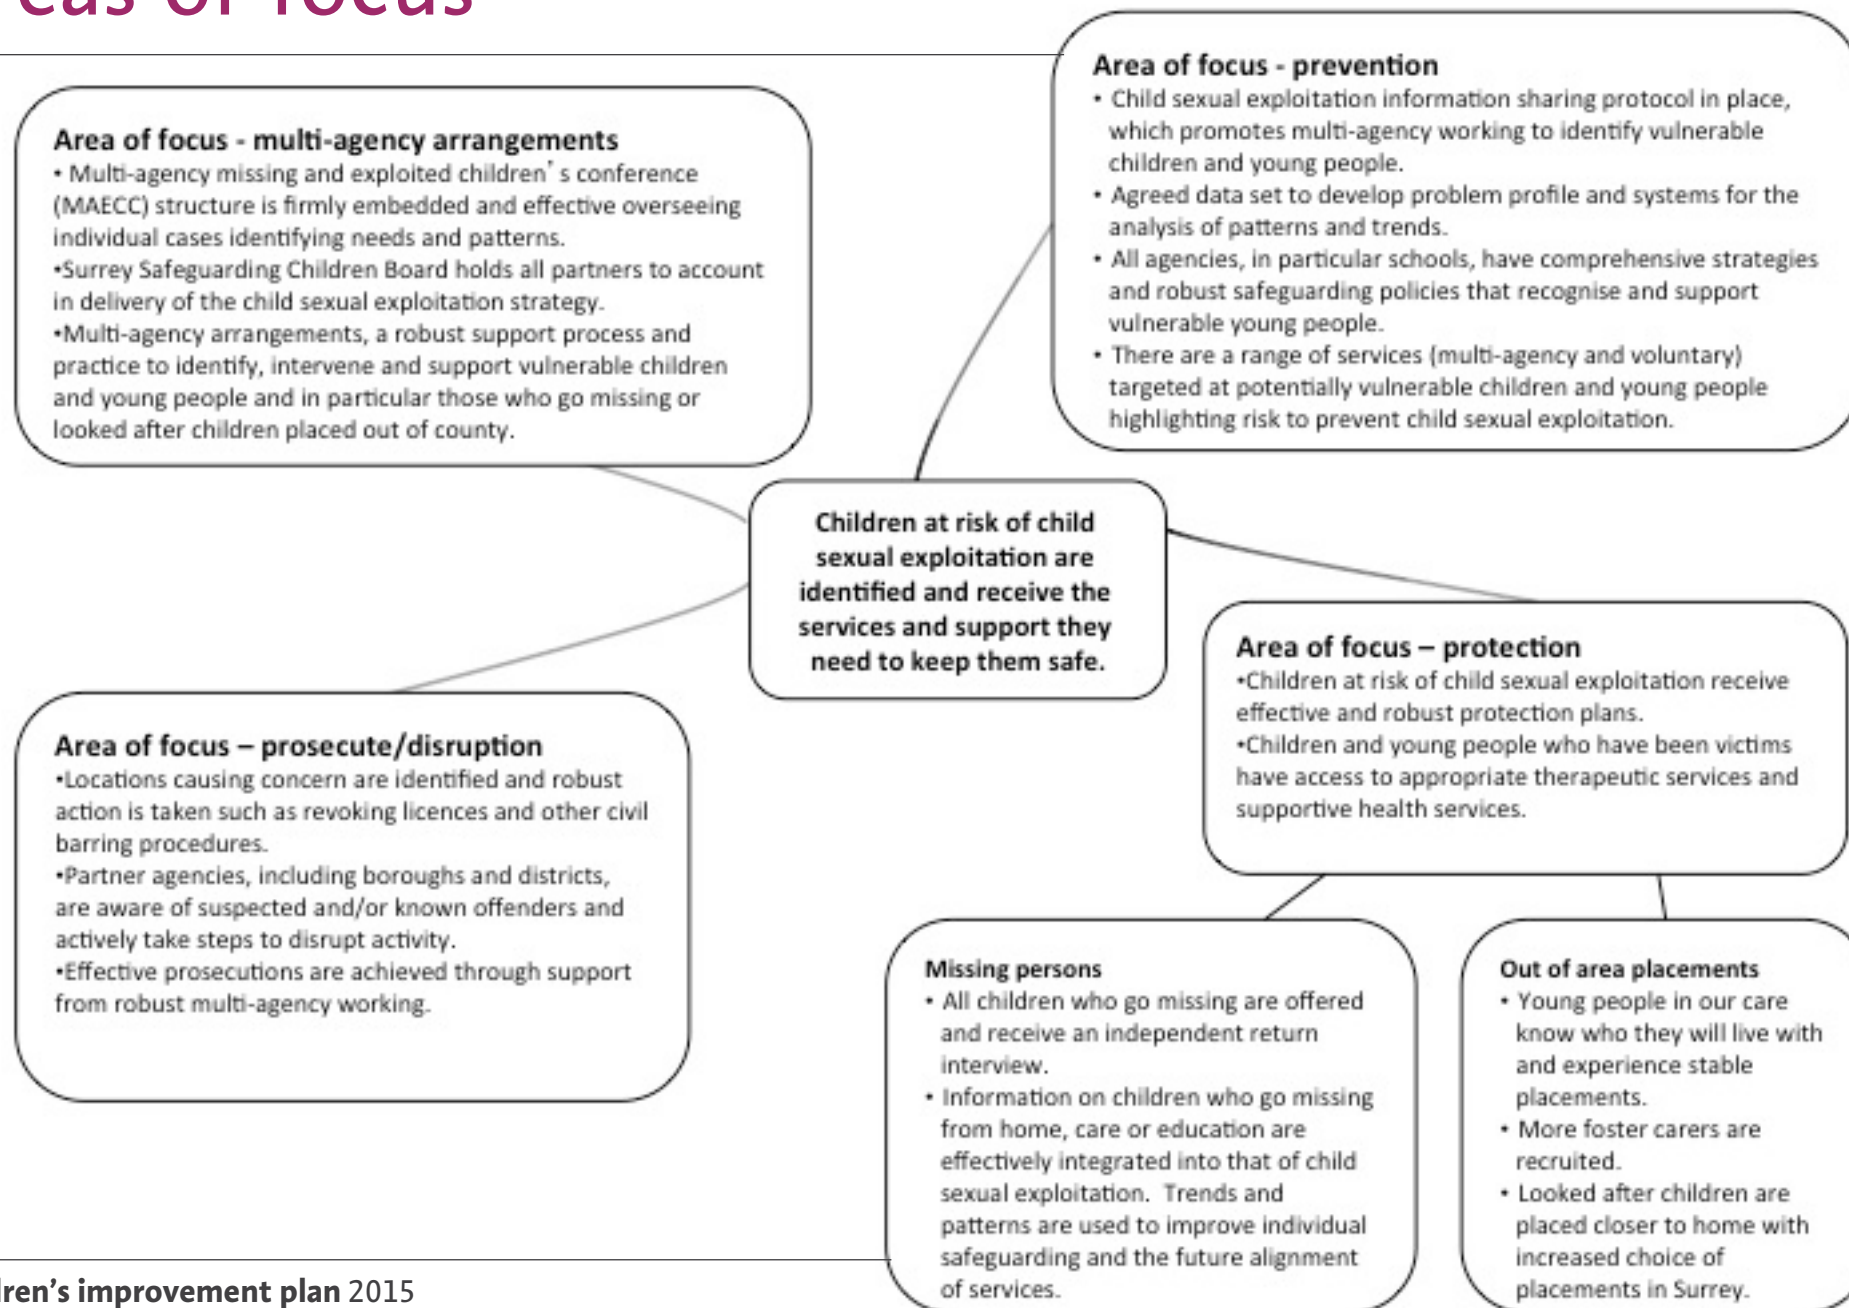 eas of focus
Area of focus - multi-agency arrangements
• Multi-agency missing and exploited children's conference
(MAECC) structure is firmly embedded and effective overseeing
individual cases identifying needs and patterns.
•Surrey Safeguarding Children Board holds all partners to account
in delivery of the child sexual exploitation strategy.
•Multi-agency arrangements, a robust support process and
practice to identify, intervene and support vulnerable children
and young people and in particular those who go missing or
looked after children placed out of county.
Area of focus - prevention
• Child sexual exploitation information sharing protocol in place,
which promotes multi-agency working to identify vulnerable
children and young people.
• Agreed data set to develop problem profile and systems for the
analysis of patterns and trends.
• All agencies, in particular schools, have comprehensive strategies
and robust safeguarding policies that recognise and support
vulnerable young people.
• There are a range of services (multi-agency and voluntary)
targeted at potentially vulnerable children and young people
highlighting risk to prevent child sexual exploitation.
Children at risk of child
sexual exploitation are
identified and receive the
services and support they
need to keep them safe.
Area of focus – prosecute/disruption
•Locations causing concern are identified and robust
action is taken such as revoking licences and other civil
barring procedures.
•Partner agencies, including boroughs and districts,
are aware of suspected and/or known offenders and
actively take steps to disrupt activity.
•Effective prosecutions are achieved through support
from robust multi-agency working.
Area of focus – protection
•Children at risk of child sexual exploitation receive
effective and robust protection plans.
•Children and young people who have been victims
have access to appropriate therapeutic services and
supportive health services.
Missing persons
• All children who go missing are offered
and receive an independent return
interview.
• Information on children who go missing
from home, care or education are
effectively integrated into that of child
sexual exploitation. Trends and
patterns are used to improve individual
safeguarding and the future alignment
of services.
Out of area placements
• Young people in our care
know who they will live with
and experience stable
placements.
• More foster carers are
recruited.
• Looked after children are
placed closer to home with
increased choice of
placements in Surrey.
dren's improvement plan 2015